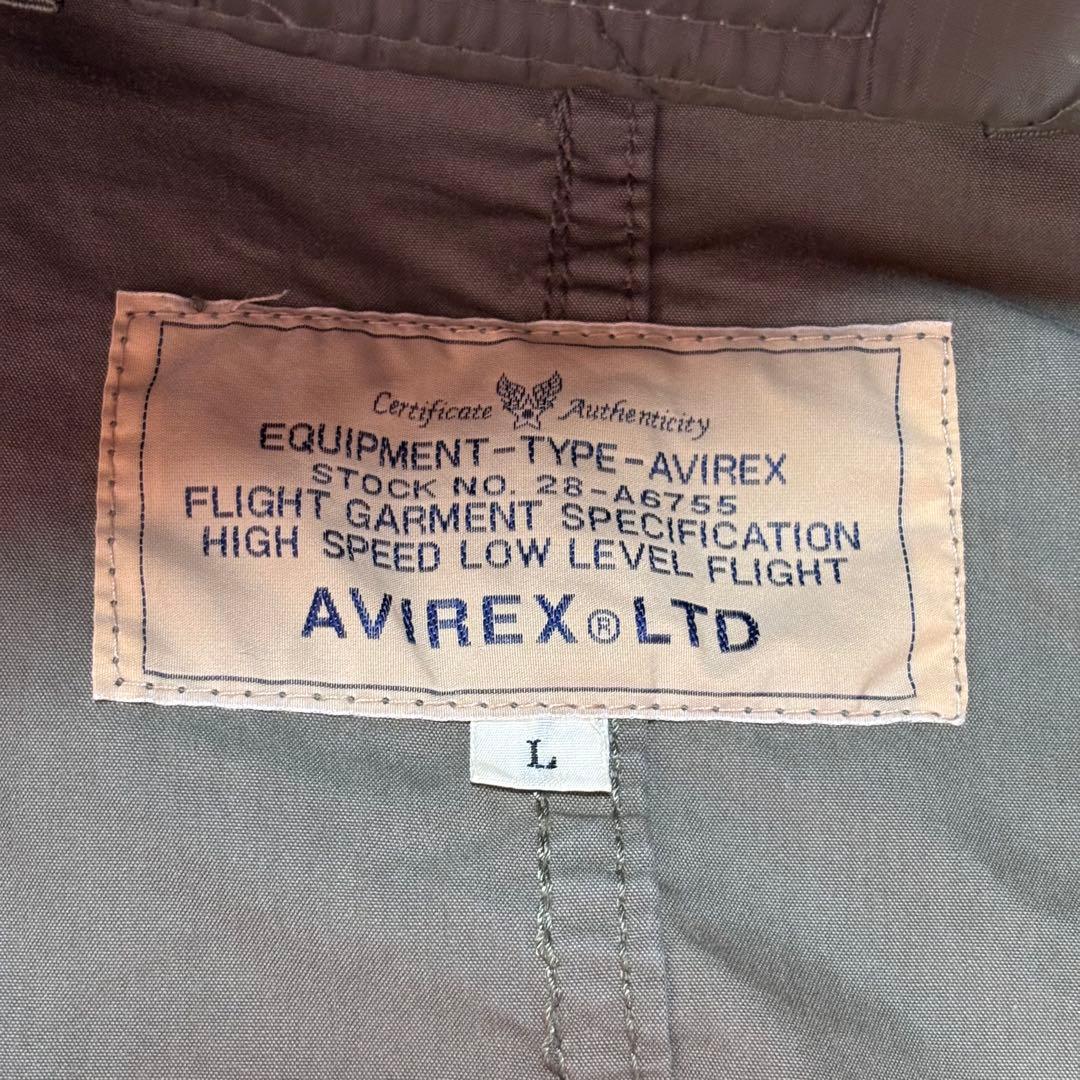 Certificate Authenticity
EQUIPMENT-TYPE-AVIREX
STOCK NO. 28-A6755
FLIGHT GARMENT SPECIFICATION
HIGH SPEED LOW LEVEL FLIGHT
AVIREX® LTD
L